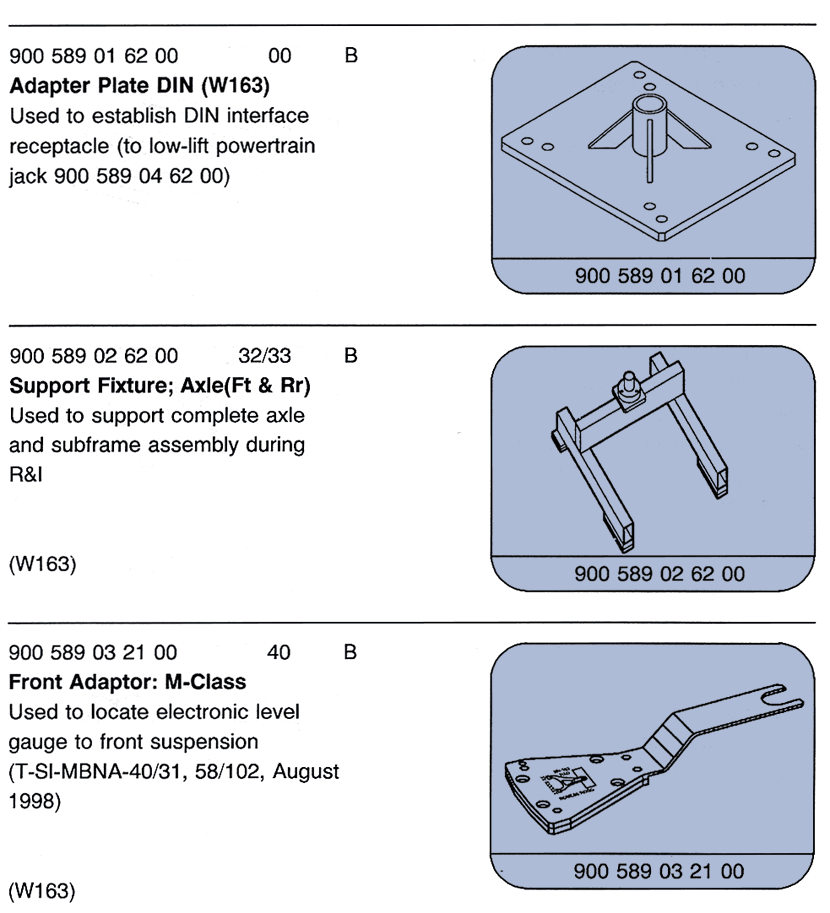 900 589 01 62 00 00 B
Adapter Plate DIN (W163)
Used to establish DIN interface
receptacle (to low-lift powertrain
jack 900 589 04 62 00)
900 589 01 62 00
900 589 02 62 00 32/33 B
Support Fixture; Axle(Ft & Rr)
Used to support complete axle
and subframe assembly during
R&I
(W163)
900 589 02 62 00
900 589 03 21 00 40 B
Front Adaptor: M-Class
Used to locate electronic level
gauge to front suspension
(T-SI-MBNA-40/31, 58/102, August
1998)
(W163)
900 589 03 21 00